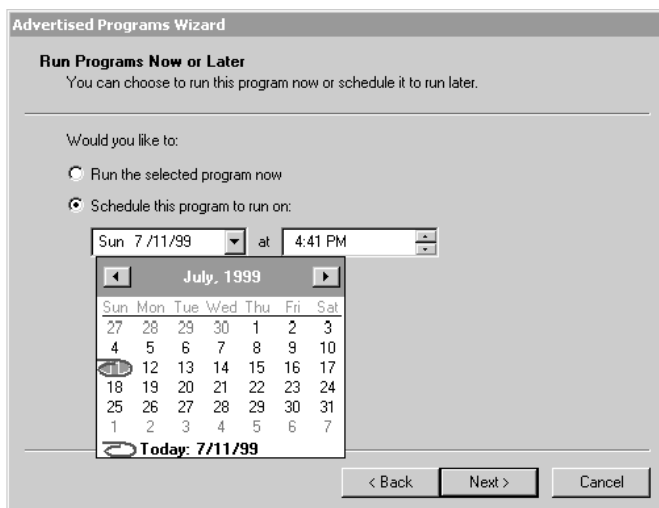 Advertised Programs Wizard
Run Programs Now or Later
You can choose to run this program now or schedule it to run later.
Would you like to:
Run the selected program now
Schedule this program to run on:
Sun 7/11/99 at 4:41 PM
July, 1999
Sun Mon Tue Wed Thu Fri Sat
27 28 29 30 1 2 3
4 5 6 7 8 9 10
11 12 13 14 15 16 17
18 19 20 21 22 23 24
25 26 27 28 29 30 31
1 2 3 4 5 6 7
Today: 7/11/99
< Back Next > Cancel